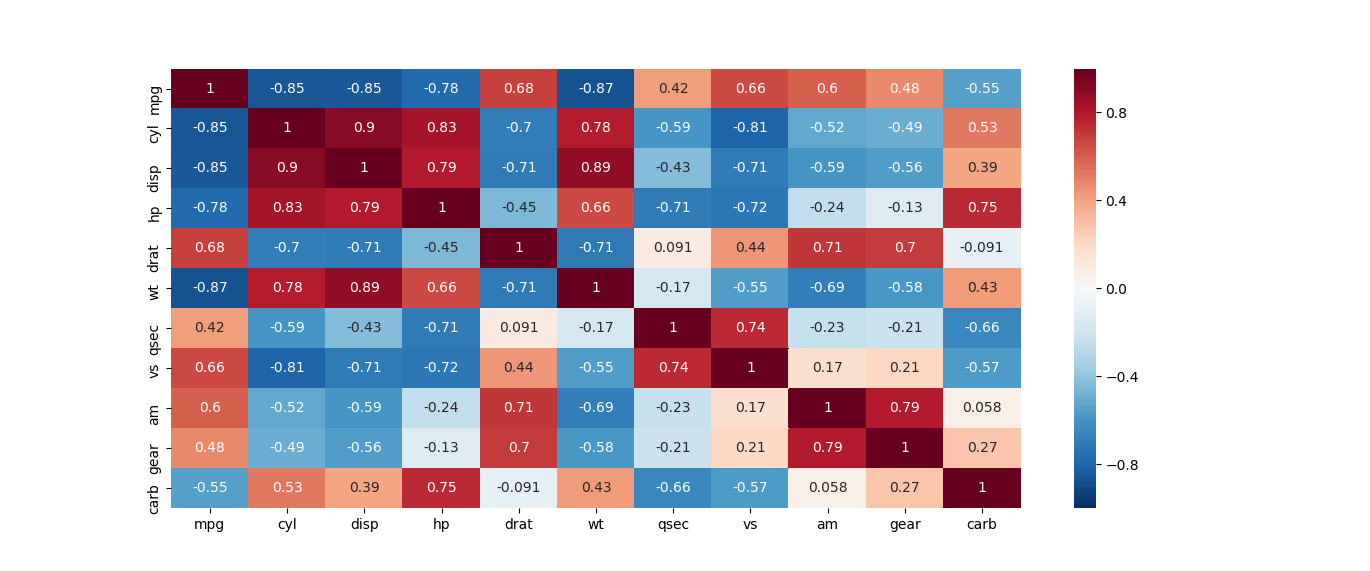 mpg 1 -0.85 -0.85 -0.78 0.68 -0.87 0.42 0.66 0.6 0.48 -0.55
cyl -0.85 1 0.9 0.83 -0.7 0.78 -0.59 -0.81 -0.52 -0.49 0.53
disp -0.85 0.9 1 0.79 -0.71 0.89 -0.43 -0.71 -0.59 -0.56 0.39
hp -0.78 0.83 0.79 1 -0.45 0.66 -0.71 -0.72 -0.24 -0.13 0.75
drat 0.68 -0.7 -0.71 -0.45 1 -0.71 0.091 0.44 0.71 0.7 -0.091
wt -0.87 0.78 0.89 0.66 -0.71 1 -0.17 -0.55 -0.69 -0.58 0.43
qsec 0.42 -0.59 -0.43 -0.71 0.091 -0.17 1 0.74 -0.23 -0.21 -0.66
vs 0.66 -0.81 -0.71 -0.72 0.44 -0.55 0.74 1 0.17 0.21 -0.57
am 0.6 -0.52 -0.59 -0.24 0.71 -0.69 -0.23 0.17 1 0.79 0.058
gear 0.48 -0.49 -0.56 -0.13 0.7 -0.58 -0.21 0.21 0.79 1 0.27
carb -0.55 0.53 0.39 0.75 -0.091 0.43 -0.66 -0.57 0.058 0.27 1
mpg cyl disp hp drat wt qsec vs am gear carb
0.8
0.4
0.0
−0.4
−0.8